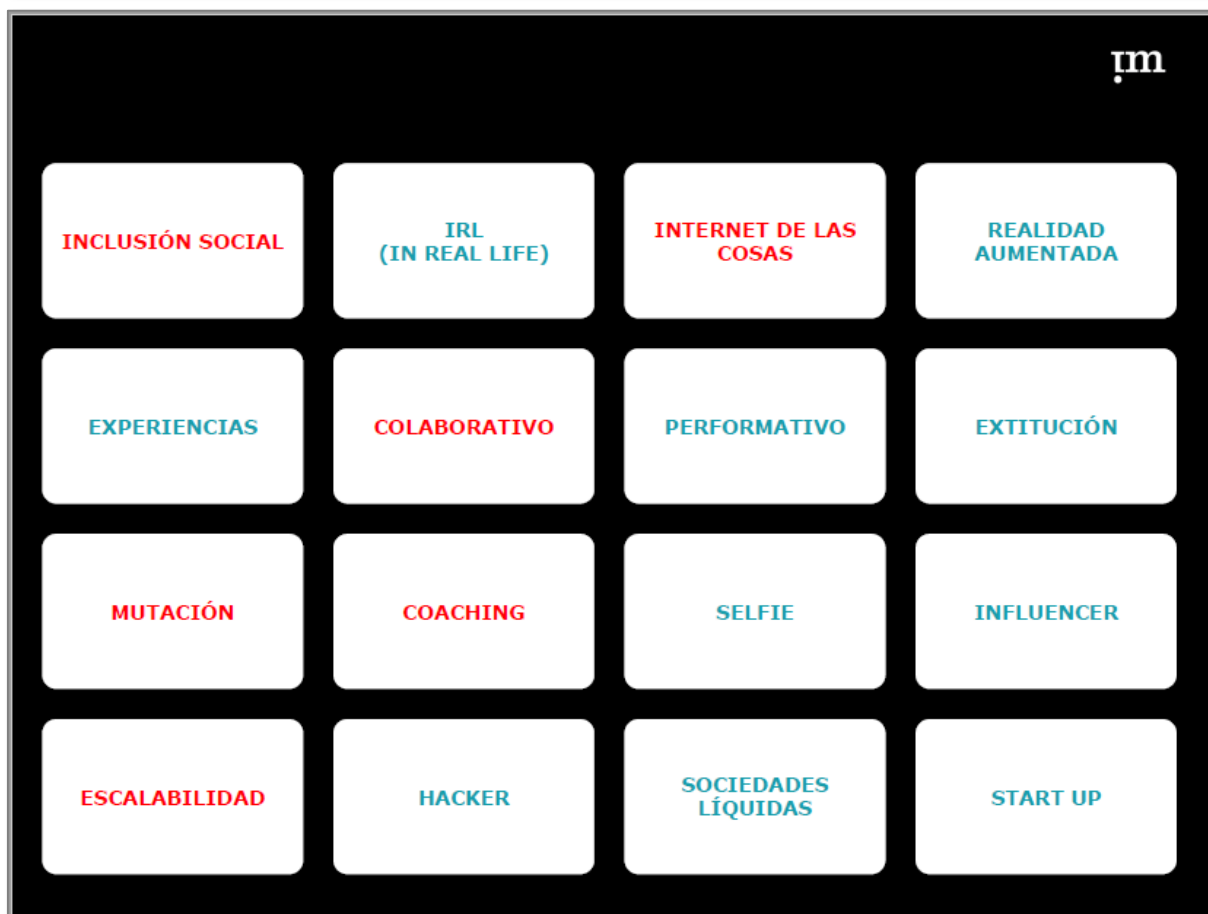 im
INCLUSIÓN SOCIAL
IRL
(IN REAL LIFE)
INTERNET DE LAS
COSAS
REALIDAD
AUMENTADA
EXPERIENCIAS
COLABORATIVO
PERFORMATIVO
EXTITUCIÓN
MUTACIÓN
COACHING
SELFIE
INFLUENCER
ESCALABILIDAD
HACKER
SOCIEDADES
LÍQUIDAS
START UP